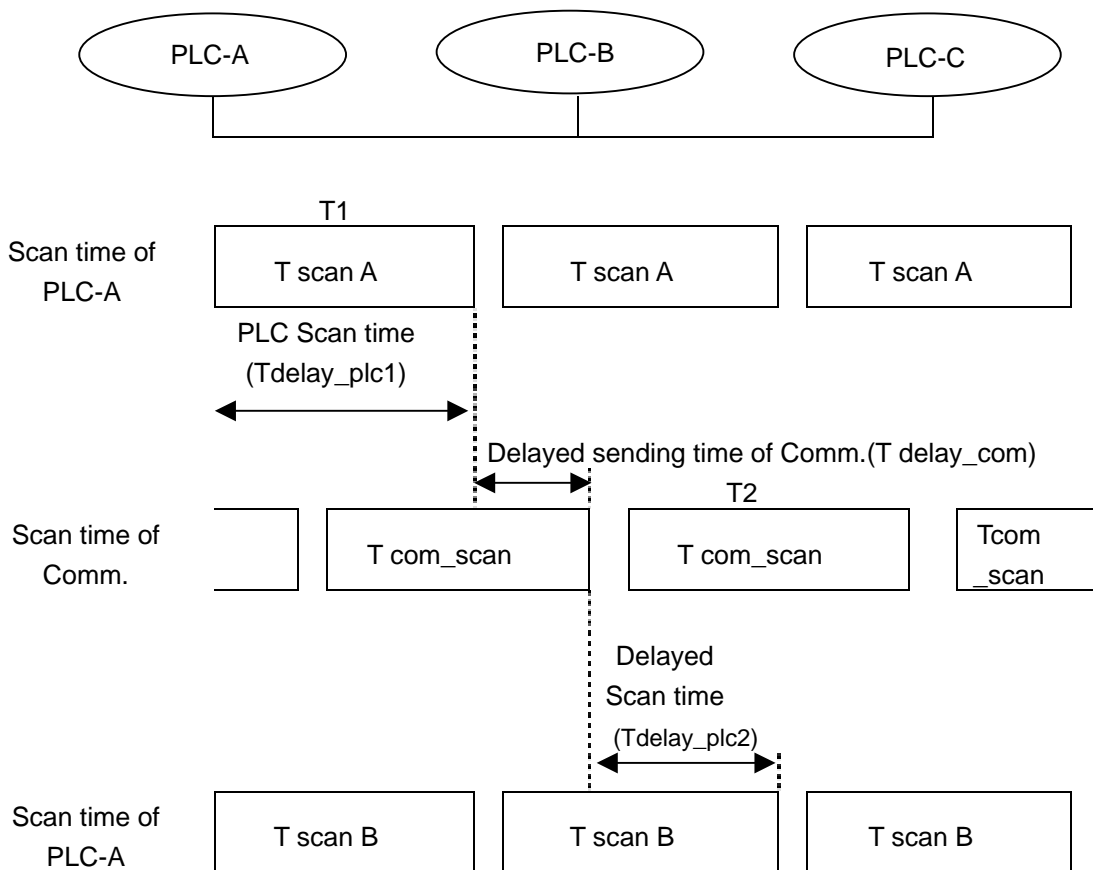 PLC-A
PLC-B
PLC-C
T1
Scan time of
PLC-A
T scan A
T scan A
T scan A
PLC Scan time
(Tdelay_plc1)
Delayed sending time of Comm.(T delay_com)
T2
Scan time of
Comm.
T com_scan
T com_scan
Tcom
_scan
Delayed
Scan time
(Tdelay_plc2)
Scan time of
PLC-A
T scan B
T scan B
T scan B